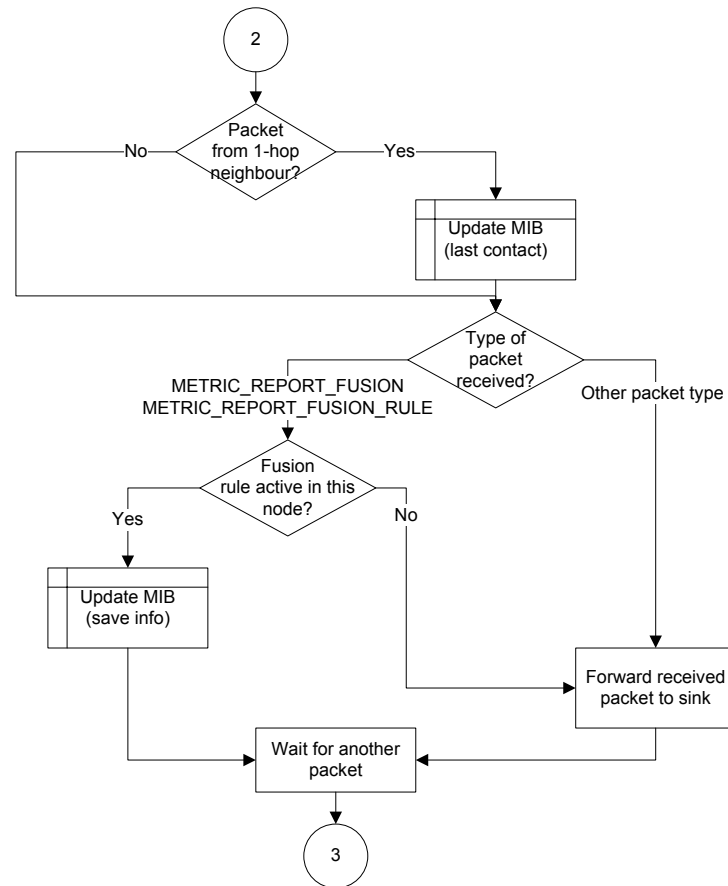 2
Packet
from 1-hop
neighbour?
No
Yes
Update MIB
(last contact)
Type of
packet
received?
METRIC_REPORT_FUSION
METRIC_REPORT_FUSION_RULE
Other packet type
Fusion
rule active in this
node?
Yes
No
Update MIB
(save info)
Forward received
packet to sink
Wait for another
packet
3